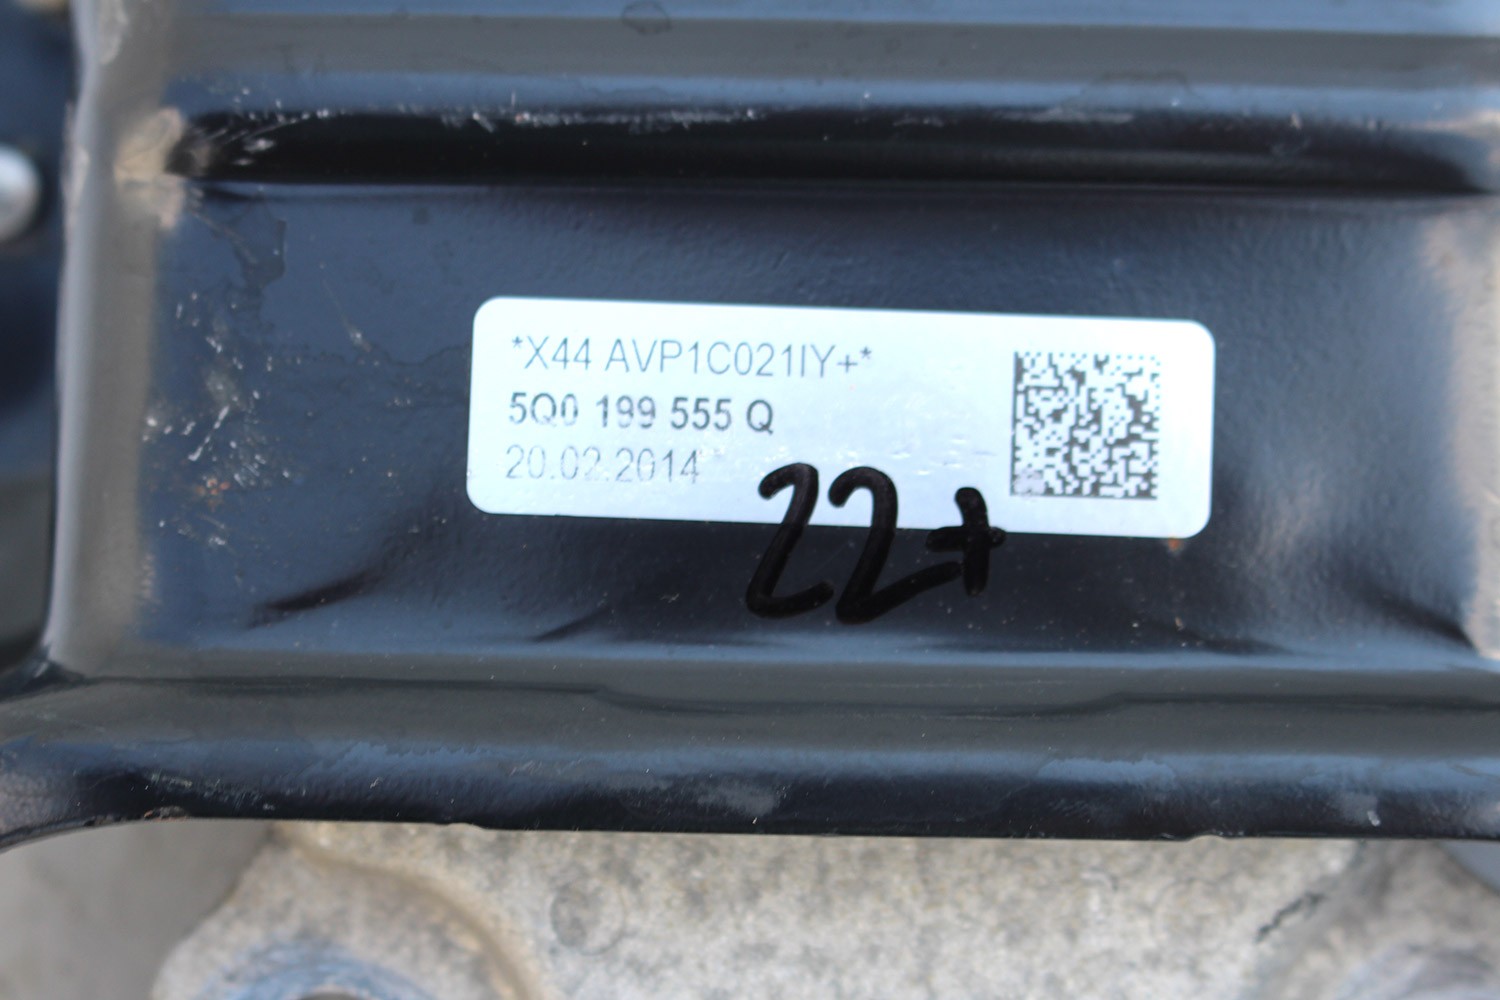 *X44 AVP1C021IY+*
5Q0 199 555 Q
20.02.2014
22+